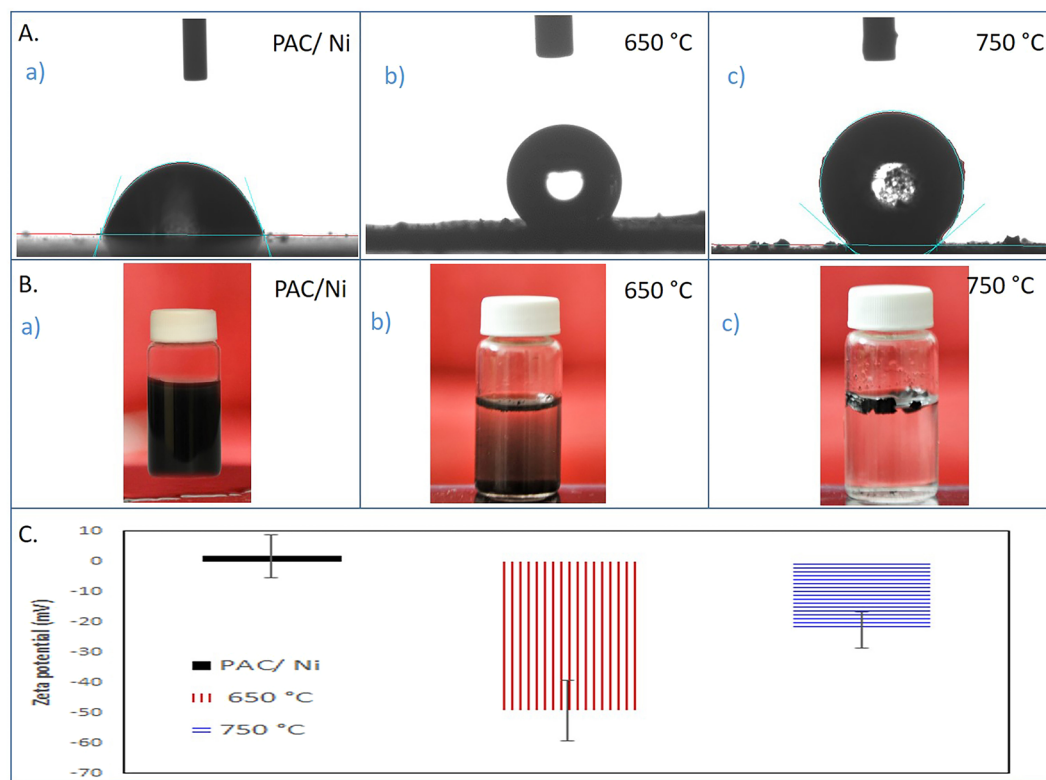 A.
PAC/ Ni
a)
650 °C
b)
750 °C
c)
B.
PAC/Ni
a)
650 °C
b)
750 °C
c)
C.
Zeta potential (mV)
10
0
-10
-20
-30
-40
-50
-60
-70
PAC/ Ni
650 °C
750 °C